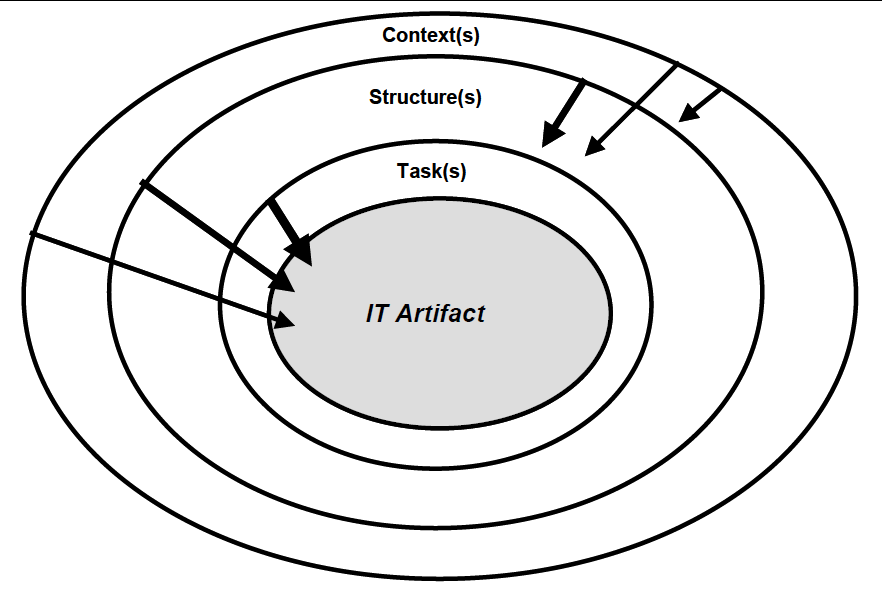 Context(s)
Structure(s)
Task(s)
IT Artifact